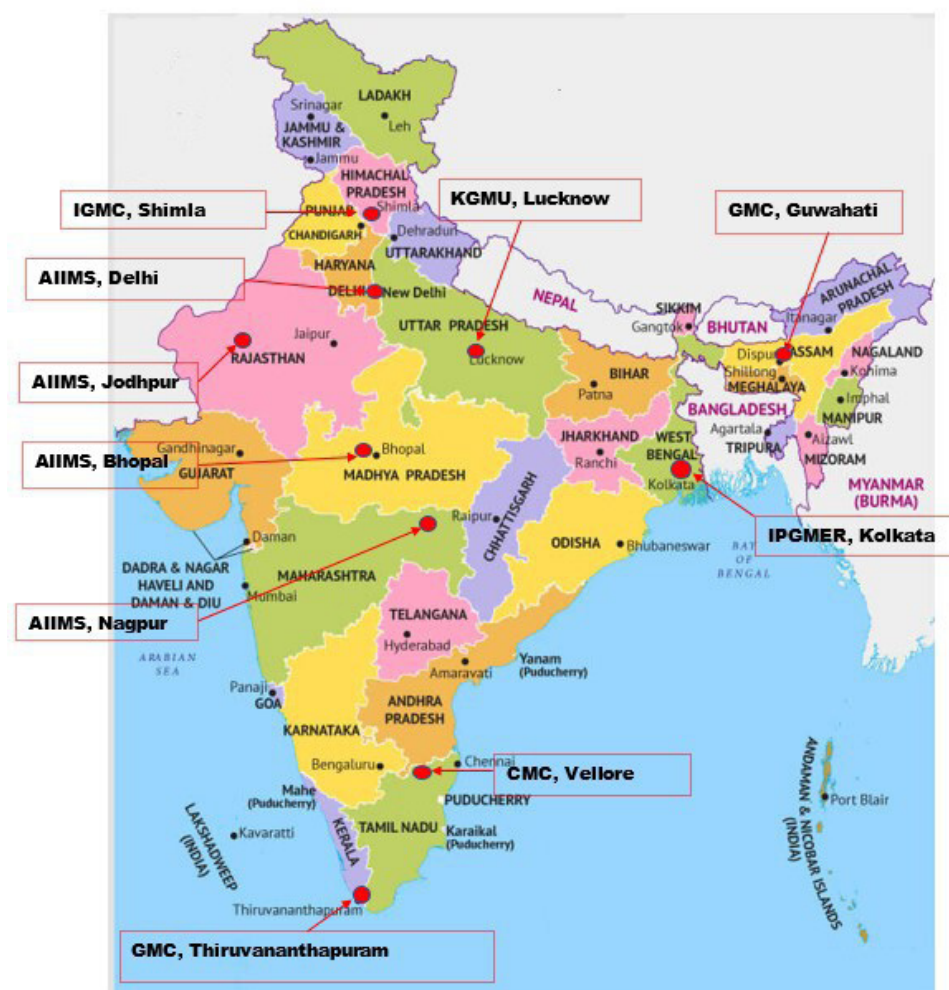 LADAKH
Srinagar
Leh
JAMMU &
KASHMIR
Jammu
HIMACHAL
PRADESH
IGMC, Shimla
KGMU, Lucknow
GMC, Guwahati
Shimla
PUNJAB
CHANDIGARH
Dehradun
UTTARAKHAND
HARYANA
AIIMS, Delhi
DELHI
New Delhi
NEPAL
SIKKIM
Gangtok
BHUTAN
ARUNACHAL
PRADESH
Itanagar
UTTAR PRADESH
Jaipur
RAJASTHAN
Lucknow
Dispur
ASSAM
NAGALAND
Shillong
Kohima
MEGHALAYA
AIIMS, Jodhpur
BIHAR
Patna
Imphal
MANIPUR
BANGLADESH
Agartala
TRIPURA
Aizawl
MIZORAM
JHARKHAND
Ranchi
WEST
BENGAL
Kolkata
Gandhinagar
GUJARAT
AIIMS, Bhopal
Bhopal
MADHYA PRADESH
MYANMAR
(BURMA)
CHHATTISGARH
Raipur
IPGMER, Kolkata
ODISHA
Bhubaneswar
BAY
OF
BENGAL
Daman
DADRA & NAGAR
HAVELI AND
DAMAN & DIU
MAHARASHTRA
Mumbai
AIIMS, Nagpur
TELANGANA
Hyderabad
ARABIAN
SEA
Amaravati
Yanam
(Puducherry)
Panaji
GOA
ANDHRA
PRADESH
KARNATAKA
Bengaluru
Chennai
CMC, Vellore
Mahe
(Puducherry)
PUDUCHERRY
TAMIL NADU
Karaikal
(Puducherry)
KERALA
LAKSHADWEEP
(INDIA)
Kavaratti
ANDAMAN & NICOBAR ISLANDS
(INDIA)
Port Blair
Thiruvananthapuram
GMC, Thiruvananthapuram